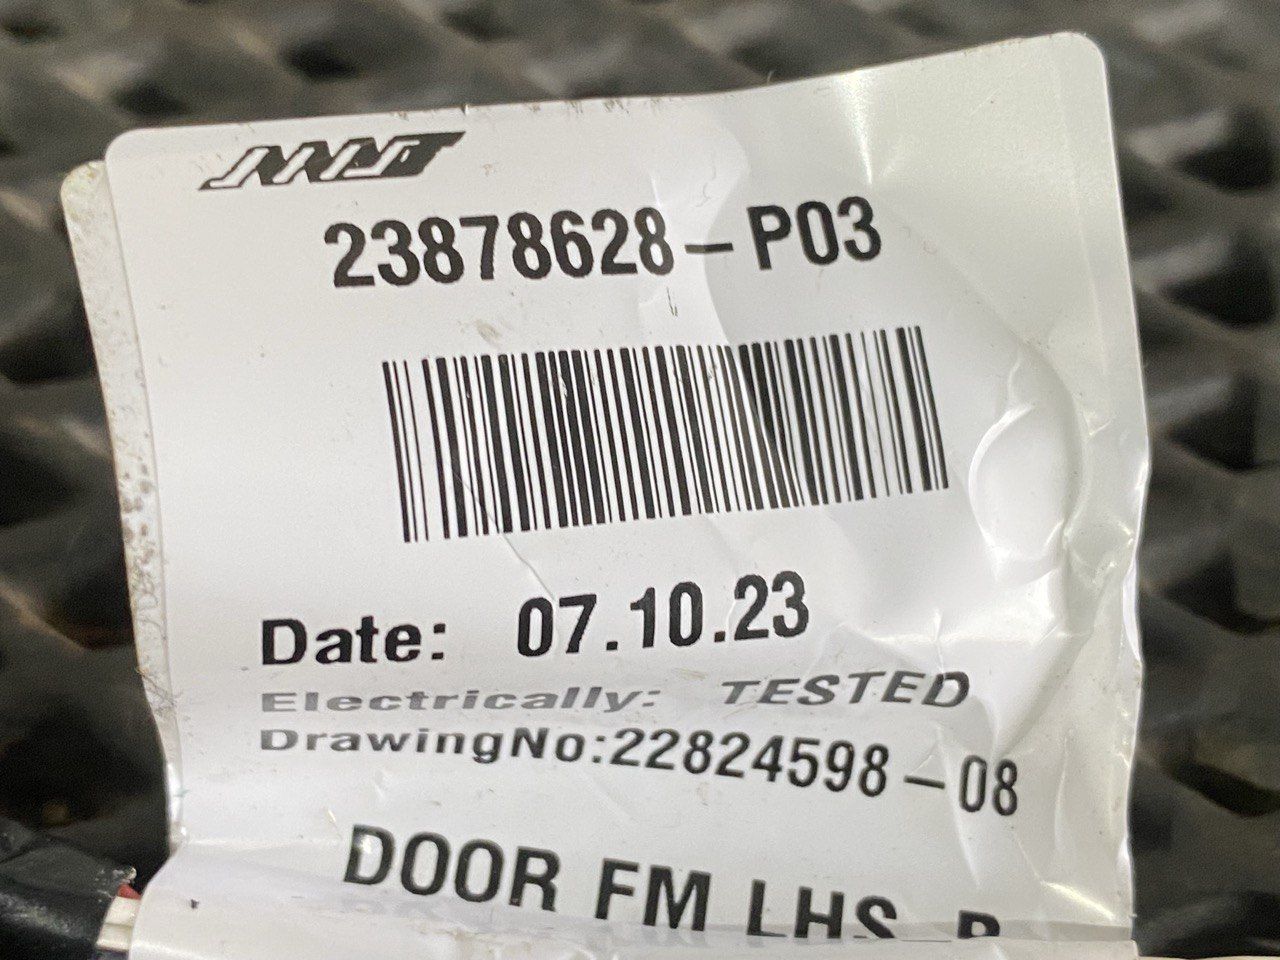 23878628-P03
Date: 07.10.23
Electrically: TESTED
DrawingNo:22824598-08
DOOR FM LHS